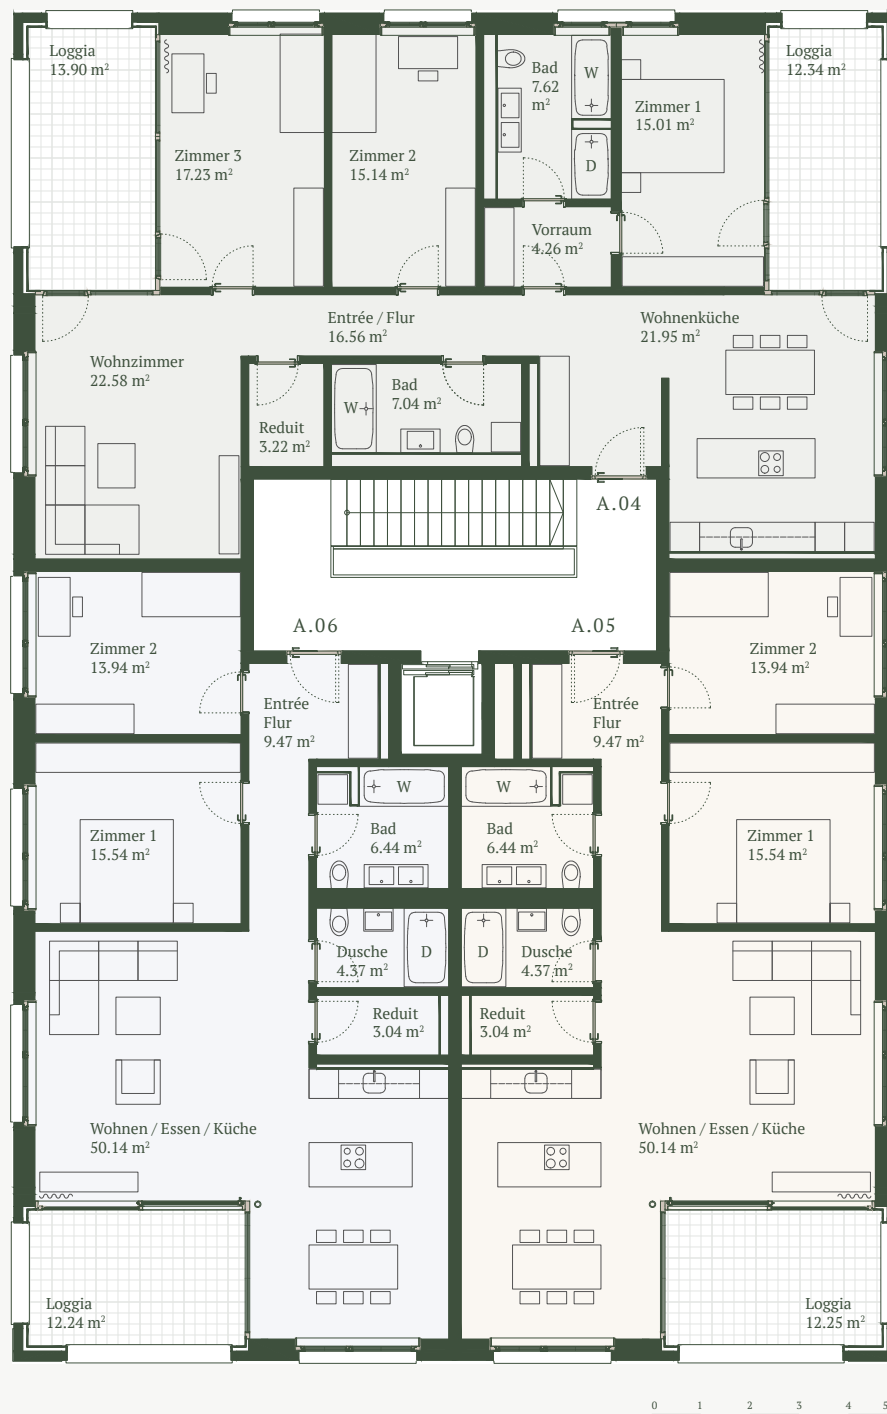 Loggia
13.90 m²
Zimmer 3
17.23 m²
Zimmer 2
15.14 m²
Bad
7.62
m²
W
D
Zimmer 1
15.01 m²
Loggia
12.34 m²
Vorraum
4.26 m²
Entrée / Flur
16.56 m²
Wohnenküche
21.95 m²
Wohnzimmer
22.58 m²
Reduit
3.22 m²
W
Bad
7.04 m²
A.04
A.06
A.05
Zimmer 2
13.94 m²
Entrée
Flur
9.47 m²
Entrée
Flur
9.47 m²
Zimmer 2
13.94 m²
Zimmer 1
15.54 m²
W
Bad
6.44 m²
W
Bad
6.44 m²
Zimmer 1
15.54 m²
Dusche
4.37 m²
D
D
Dusche
4.37 m²
Reduit
3.04 m²
Reduit
3.04 m²
Wohnen / Essen / Küche
50.14 m²
Wohnen / Essen / Küche
50.14 m²
Loggia
12.24 m²
Loggia
12.25 m²
0 1 2 3 4 5